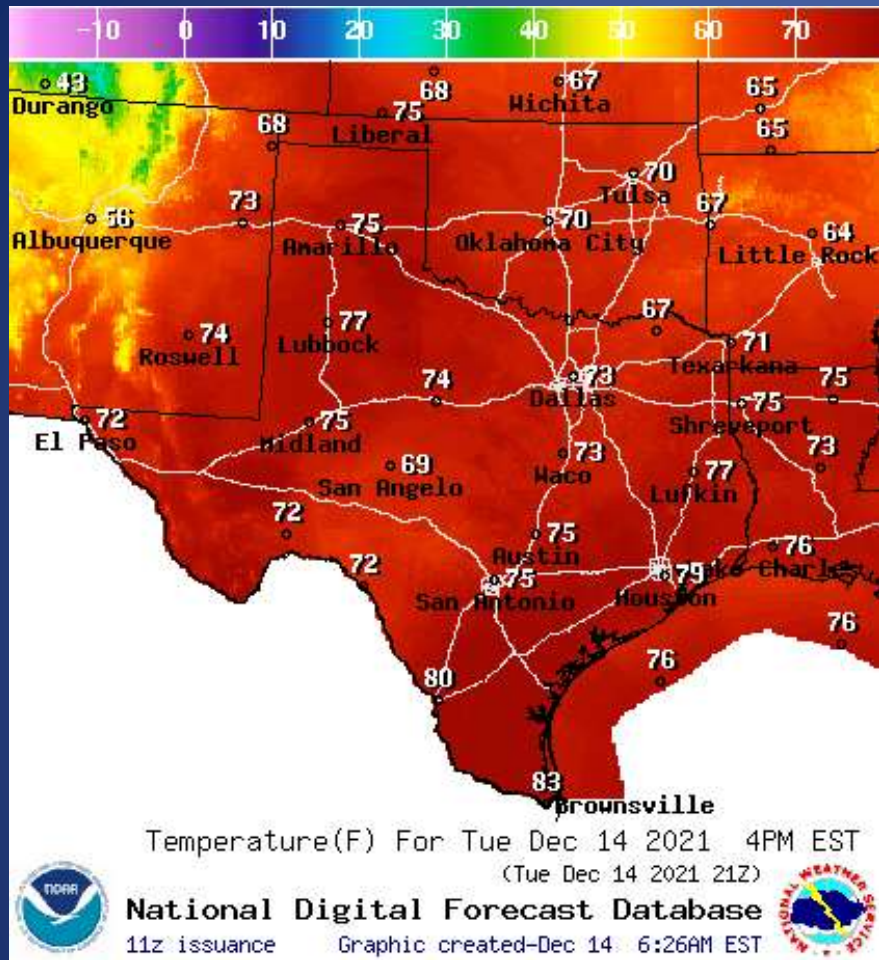 -10 0 10 20 30 40 50 60 70
43 68 67 65
Durango Wichita
75
Liberal
68 65
70
Tulsa
56 73 75 70 67 64
Albuquerque Amarillo Oklahoma City Little Rock
74 77 67 71
Roswell Lubbock Texarkana
74 73 75 75
Dallas
72 75 Shreveport
El Paso Midland
69 73 77 73
San Angelo Waco Lufkin
72 75 76
Austin
72 75 79 Lake Charles
San Antonio Houston
76
80 76
83
Brownsville
Temperature(F) For Tue Dec 14 2021 4PM EST
(Tue Dec 14 2021 21Z)
NOAA
National Digital Forecast Database
11z issuance Graphic created-Dec 14 6:26AM EST
NATIONAL WEATHER SERVICE